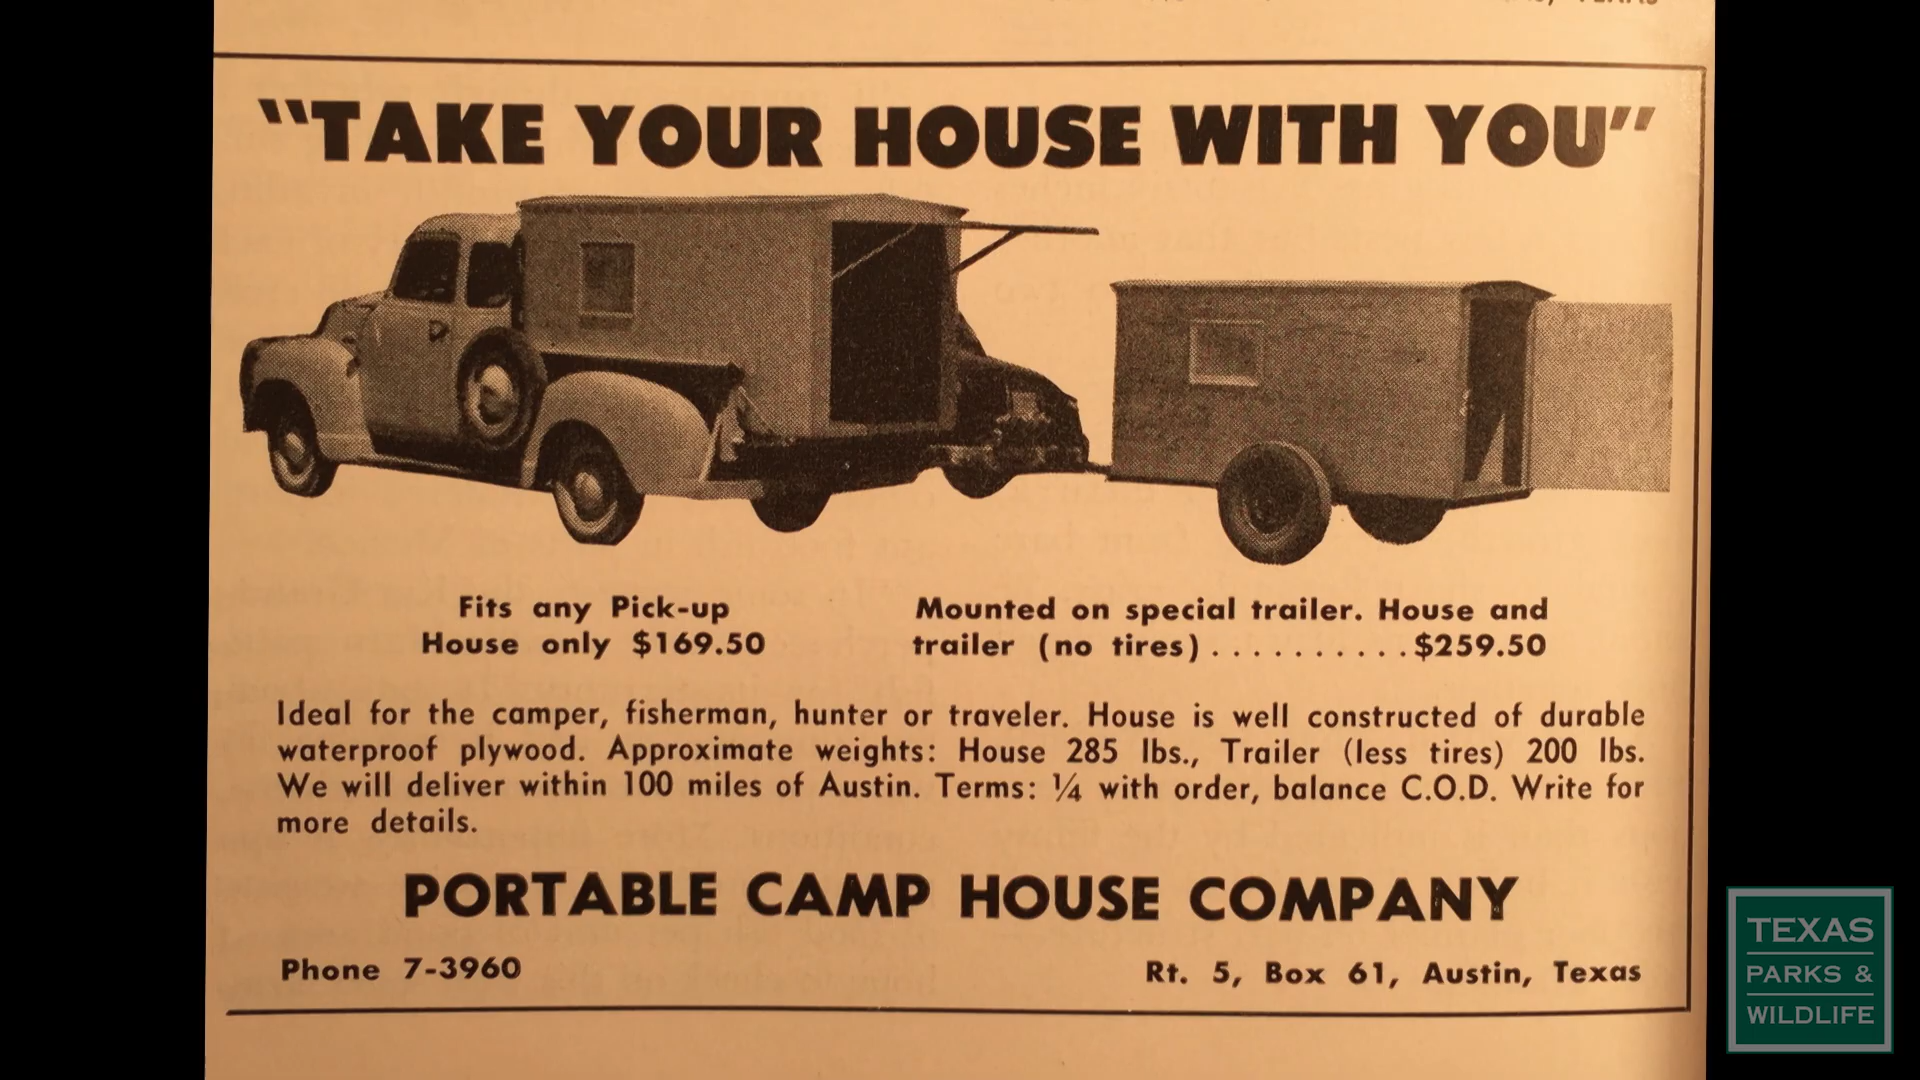 TEXAS
"TAKE YOUR HOUSE WITH YOU"
Fits any Pick-up
House only $169.50
Mounted on special trailer. House and
trailer (no tires) . . . . . . . . . . $259.50
Ideal for the camper, fisherman, hunter or traveler. House is well constructed of durable
waterproof plywood. Approximate weights: House 285 lbs., Trailer (less tires) 200 lbs.
We will deliver within 100 miles of Austin. Terms: ¼ with order, balance C.O.D. Write for
more details.
PORTABLE CAMP HOUSE COMPANY
Phone 7-3960
Rt. 5, Box 61, Austin, Texas
TEXAS
PARKS &
WILDLIFE